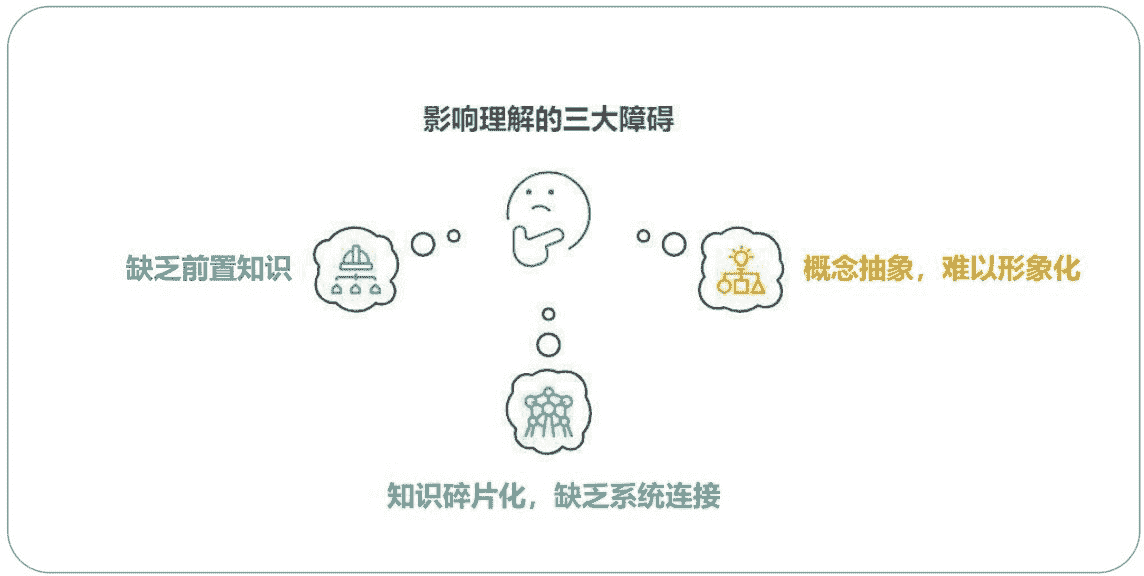 影响理解的三大障碍
缺乏前置知识
概念抽象，难以形象化
知识碎片化，缺乏系统连接